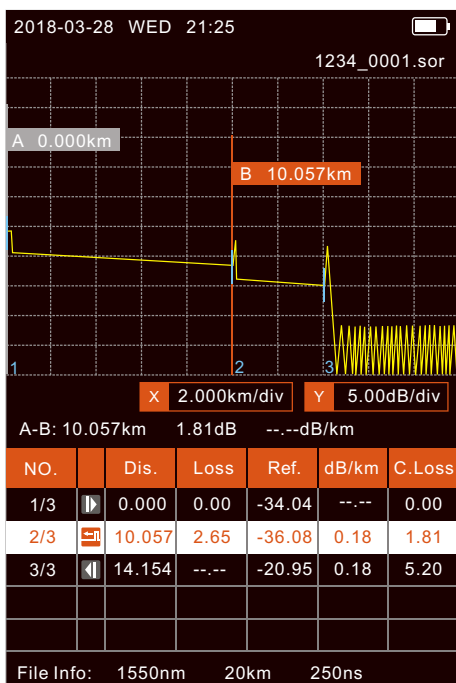 2018-03-28 WED 21:25
1234_0001.sor
A 0.000km
B 10.057km
1 2 3
X 2.000km/div Y 5.00dB/div
A-B: 10.057km 1.81dB --.--dB/km
NO. Dis. Loss Ref. dB/km C.Loss
1/3 0.000 0.00 -34.04 --.-- 0.00
2/3 10.057 2.65 -36.08 0.18 1.81
3/3 14.154 --.-- -20.95 0.18 5.20
File Info: 1550nm 20km 250ns